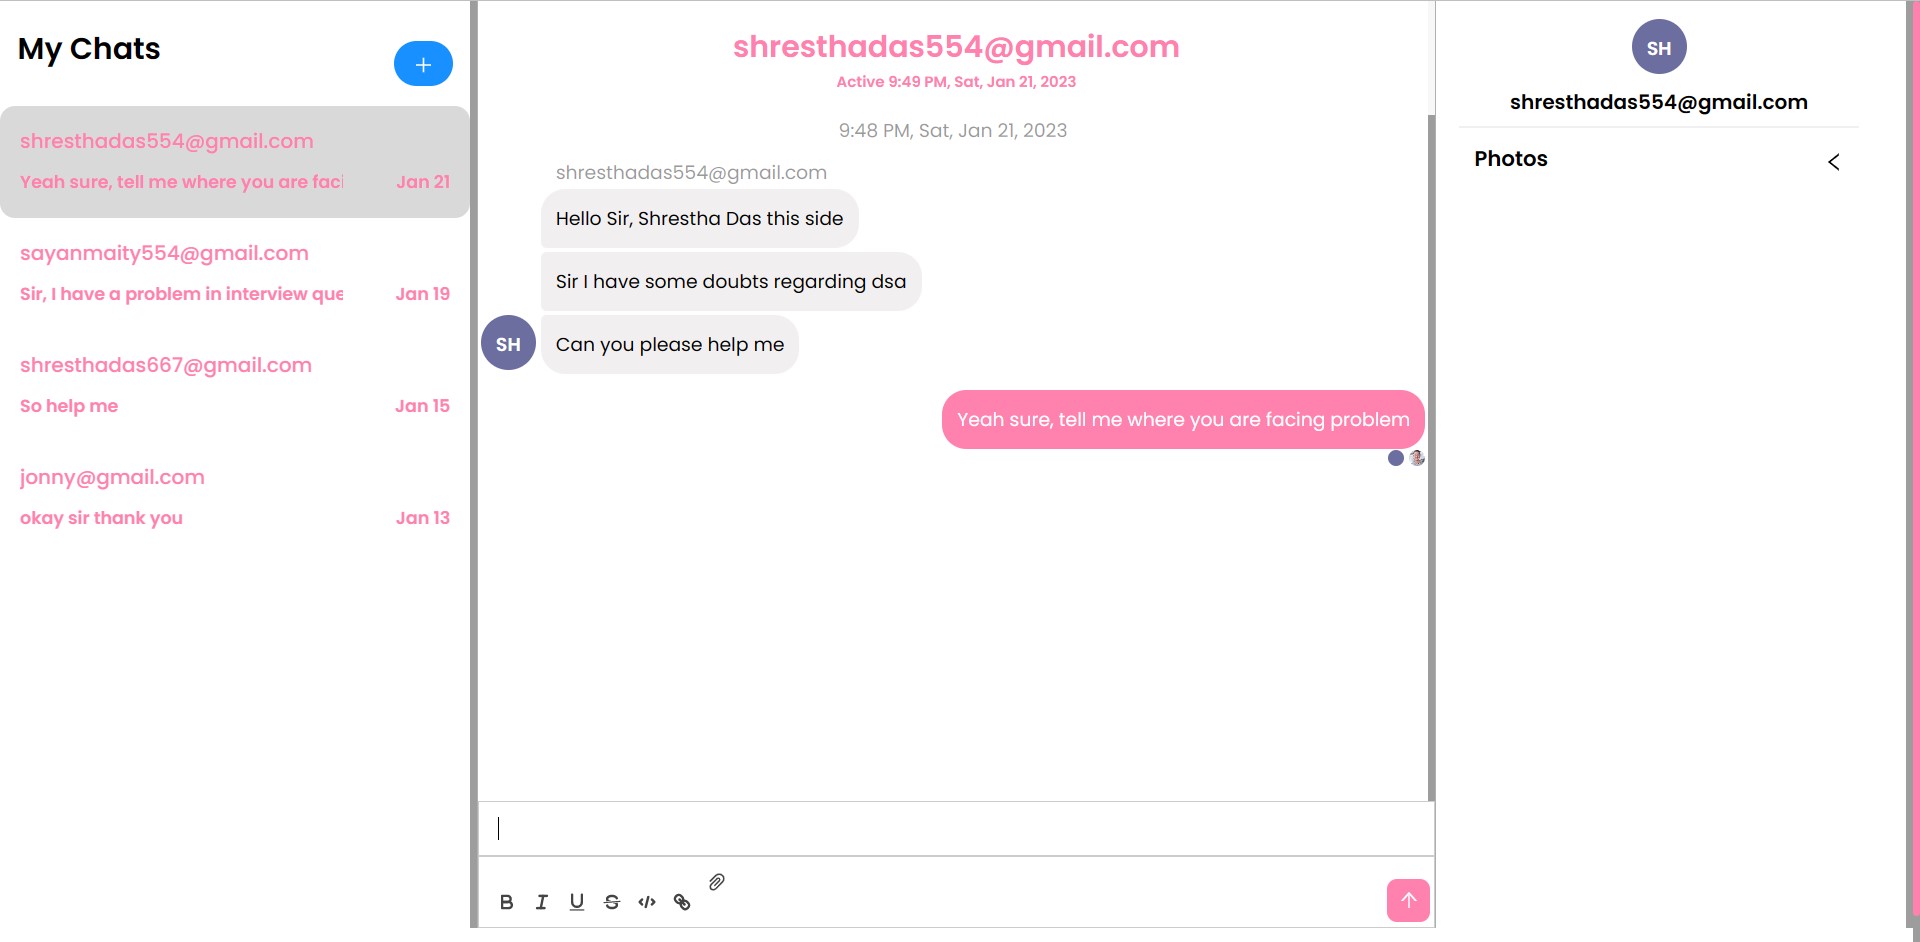 My Chats
+
shresthadas554@gmail.com
Yeah sure, tell me where you are faci
Jan 21
sayanmaity554@gmail.com
Sir, I have a problem in interview que
Jan 19
shresthadas667@gmail.com
So help me
Jan 15
jonny@gmail.com
okay sir thank you
Jan 13
shresthadas554@gmail.com
Active 9:49 PM, Sat, Jan 21, 2023
9:48 PM, Sat, Jan 21, 2023
shresthadas554@gmail.com
Hello Sir, Shrestha Das this side
Sir I have some doubts regarding dsa
SH
Can you please help me
Yeah sure, tell me where you are facing problem
B I U S </>
SH
shresthadas554@gmail.com
Photos